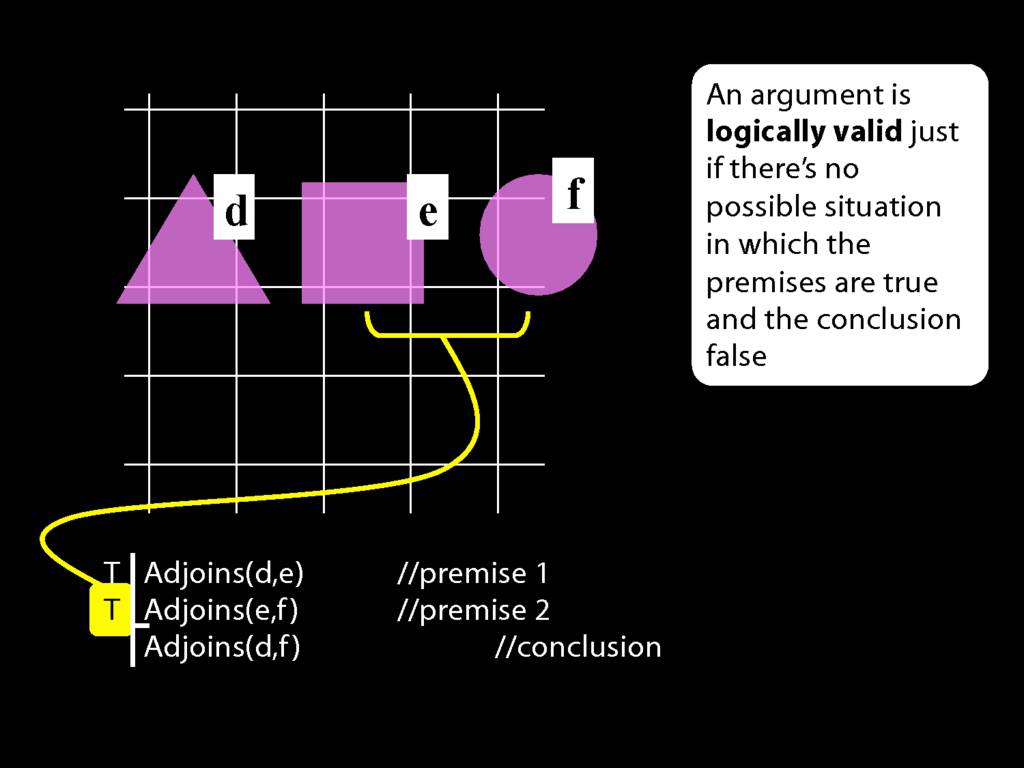 d
e
f
An argument is
logically valid just
if there's no
possible situation
in which the
premises are true
and the conclusion
false
T Adjoins(d,e) //premise 1
T Adjoins(e,f) //premise 2
Adjoins(d,f) //conclusion